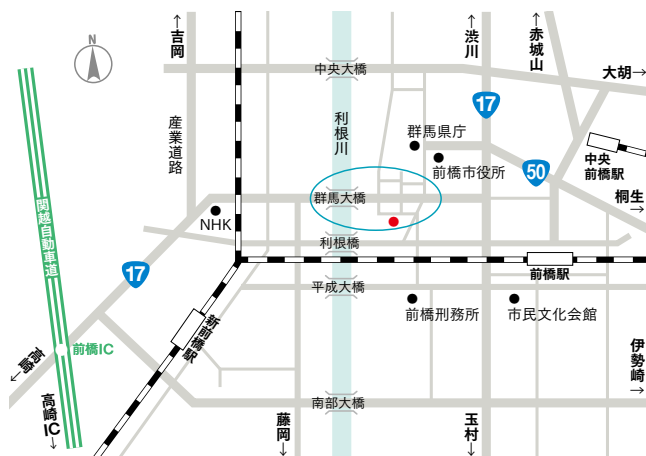 ←吉岡
←渋川
←赤城山
N
中央大橋
大胡→
17
産業道路
利根川
群馬県庁
前橋市役所
中央
前橋駅
50
群馬大橋
桐生
→
NHK
関越自動車道
利根橋
17
前橋駅
平成大橋
前橋刑務所
市民文化会館
新前橋駅
前橋IC
高崎
←
伊勢崎
→
高崎IC→
南部大橋
藤岡→
玉村→